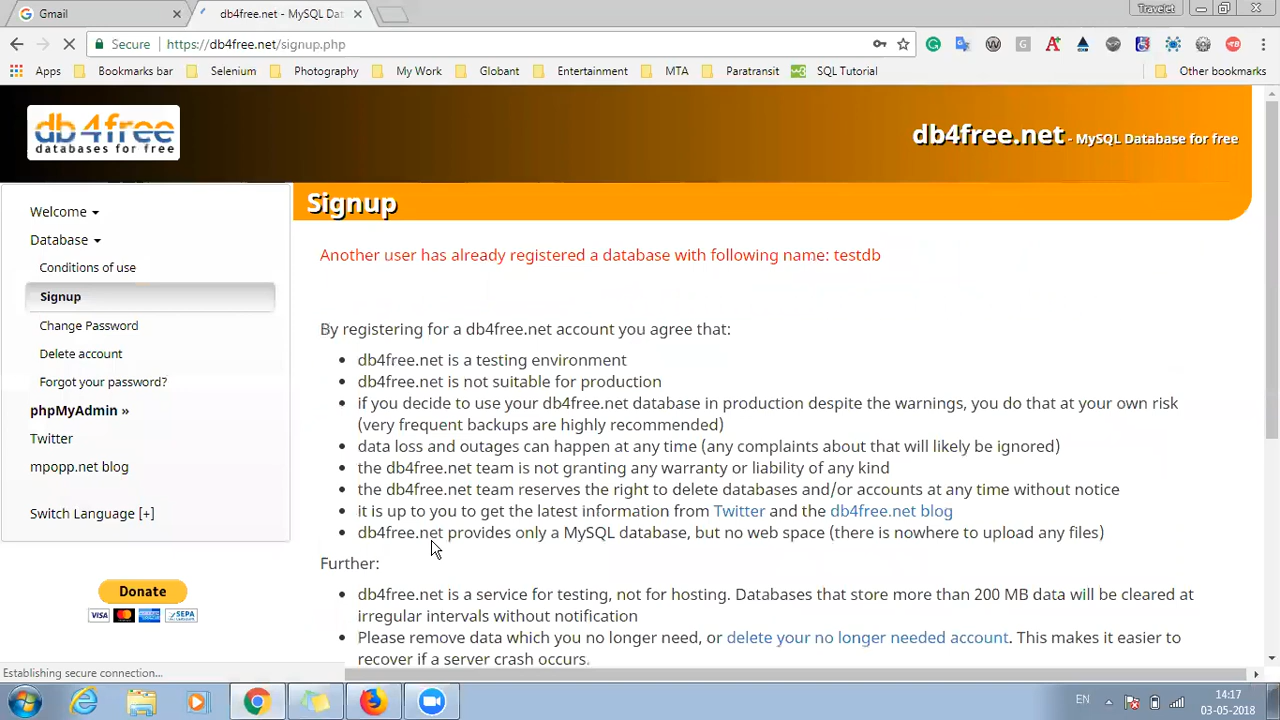 Gmail
db4free.net - MySQL Dat
Travelet
Secure
https://db4free.net/signup.php
Apps
Bookmarks bar
Selenium
Photography
My Work
Globant
Entertainment
MTA
Paratransit
SQL Tutorial
Other bookmarks
db4free
databases for free
db4free.net - MySQL Database for free
Welcome
Database
Conditions of use
Signup
Change Password
Delete account
Forgot your password?
phpMyAdmin »
Twitter
mpopp.net blog
Switch Language [+]
Donate
VISA
SEPA
Signup
Another user has already registered a database with following name: testdb
By registering for a db4free.net account you agree that:
db4free.net is a testing environment
db4free.net is not suitable for production
if you decide to use your db4free.net database in production despite the warnings, you do that at your own risk
(very frequent backups are highly recommended)
data loss and outages can happen at any time (any complaints about that will likely be ignored)
the db4free.net team is not granting any warranty or liability of any kind
the db4free.net team reserves the right to delete databases and/or accounts at any time without notice
it is up to you to get the latest information from Twitter and the db4free.net blog
db4free.net provides only a MySQL database, but no web space (there is nowhere to upload any files)
Further:
db4free.net is a service for testing, not for hosting. Databases that store more than 200 MB data will be cleared at
irregular intervals without notification
Please remove data which you no longer need, or delete your no longer needed account. This makes it easier to
recover if a server crash occurs.
Establishing secure connection...
EN
14:17
03-05-2018